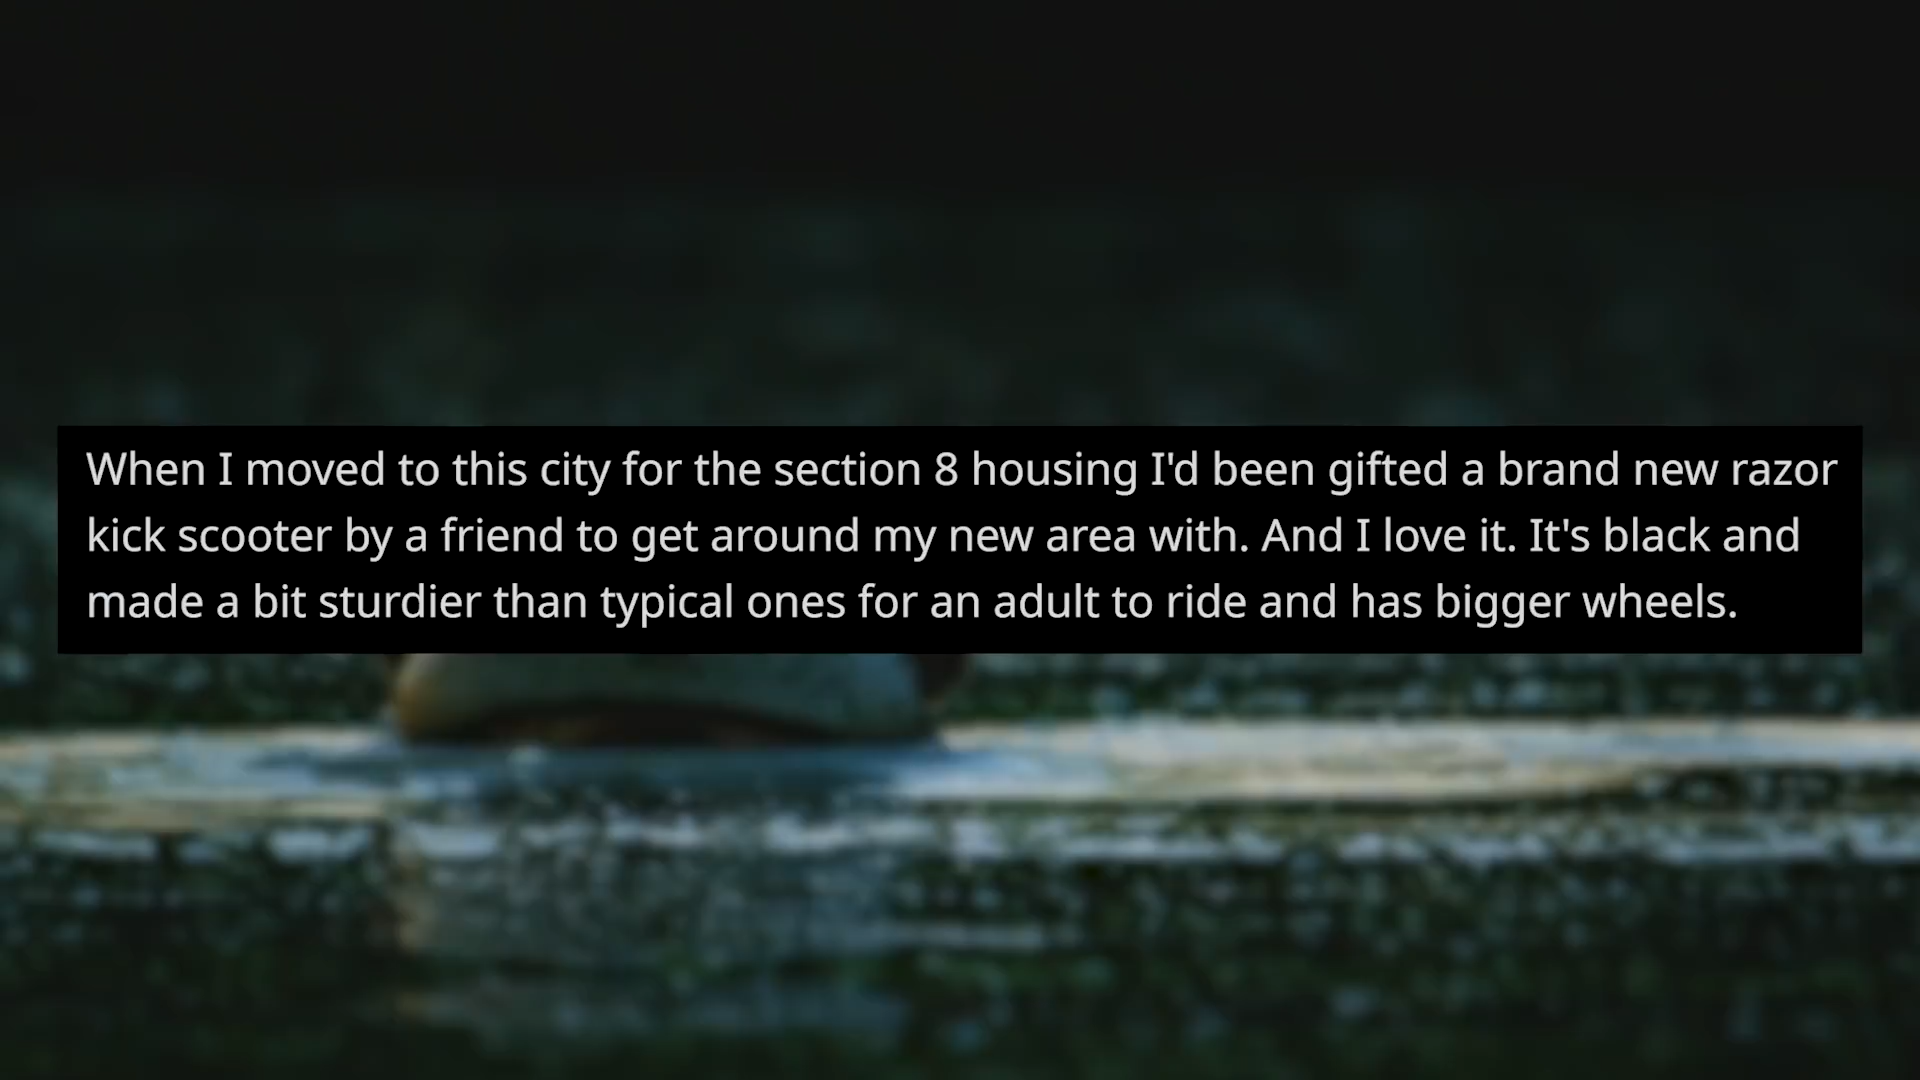 When I moved to this city for the section 8 housing I'd been gifted a brand new razor
kick scooter by a friend to get around my new area with. And I love it. It's black and
made a bit sturdier than typical ones for an adult to ride and has bigger wheels.